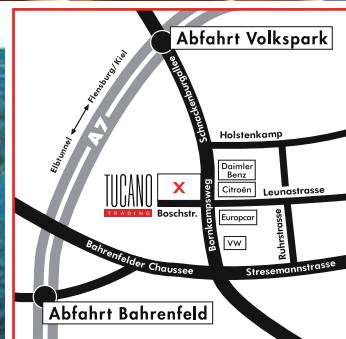 Abfahrt Volkspark
Elbtunnel
Flensburg/Kiel
A7
Schnackenburgallee
Holstenkamp
Daimler
Benz
Citroën
Leunastrasse
TUCANO
TRADING
X
Boschstr.
Bornkampsweg
Europcar
VW
Ruhrstrasse
Bahrenfelder Chaussee
Stresemannstrasse
Abfahrt Bahrenfeld